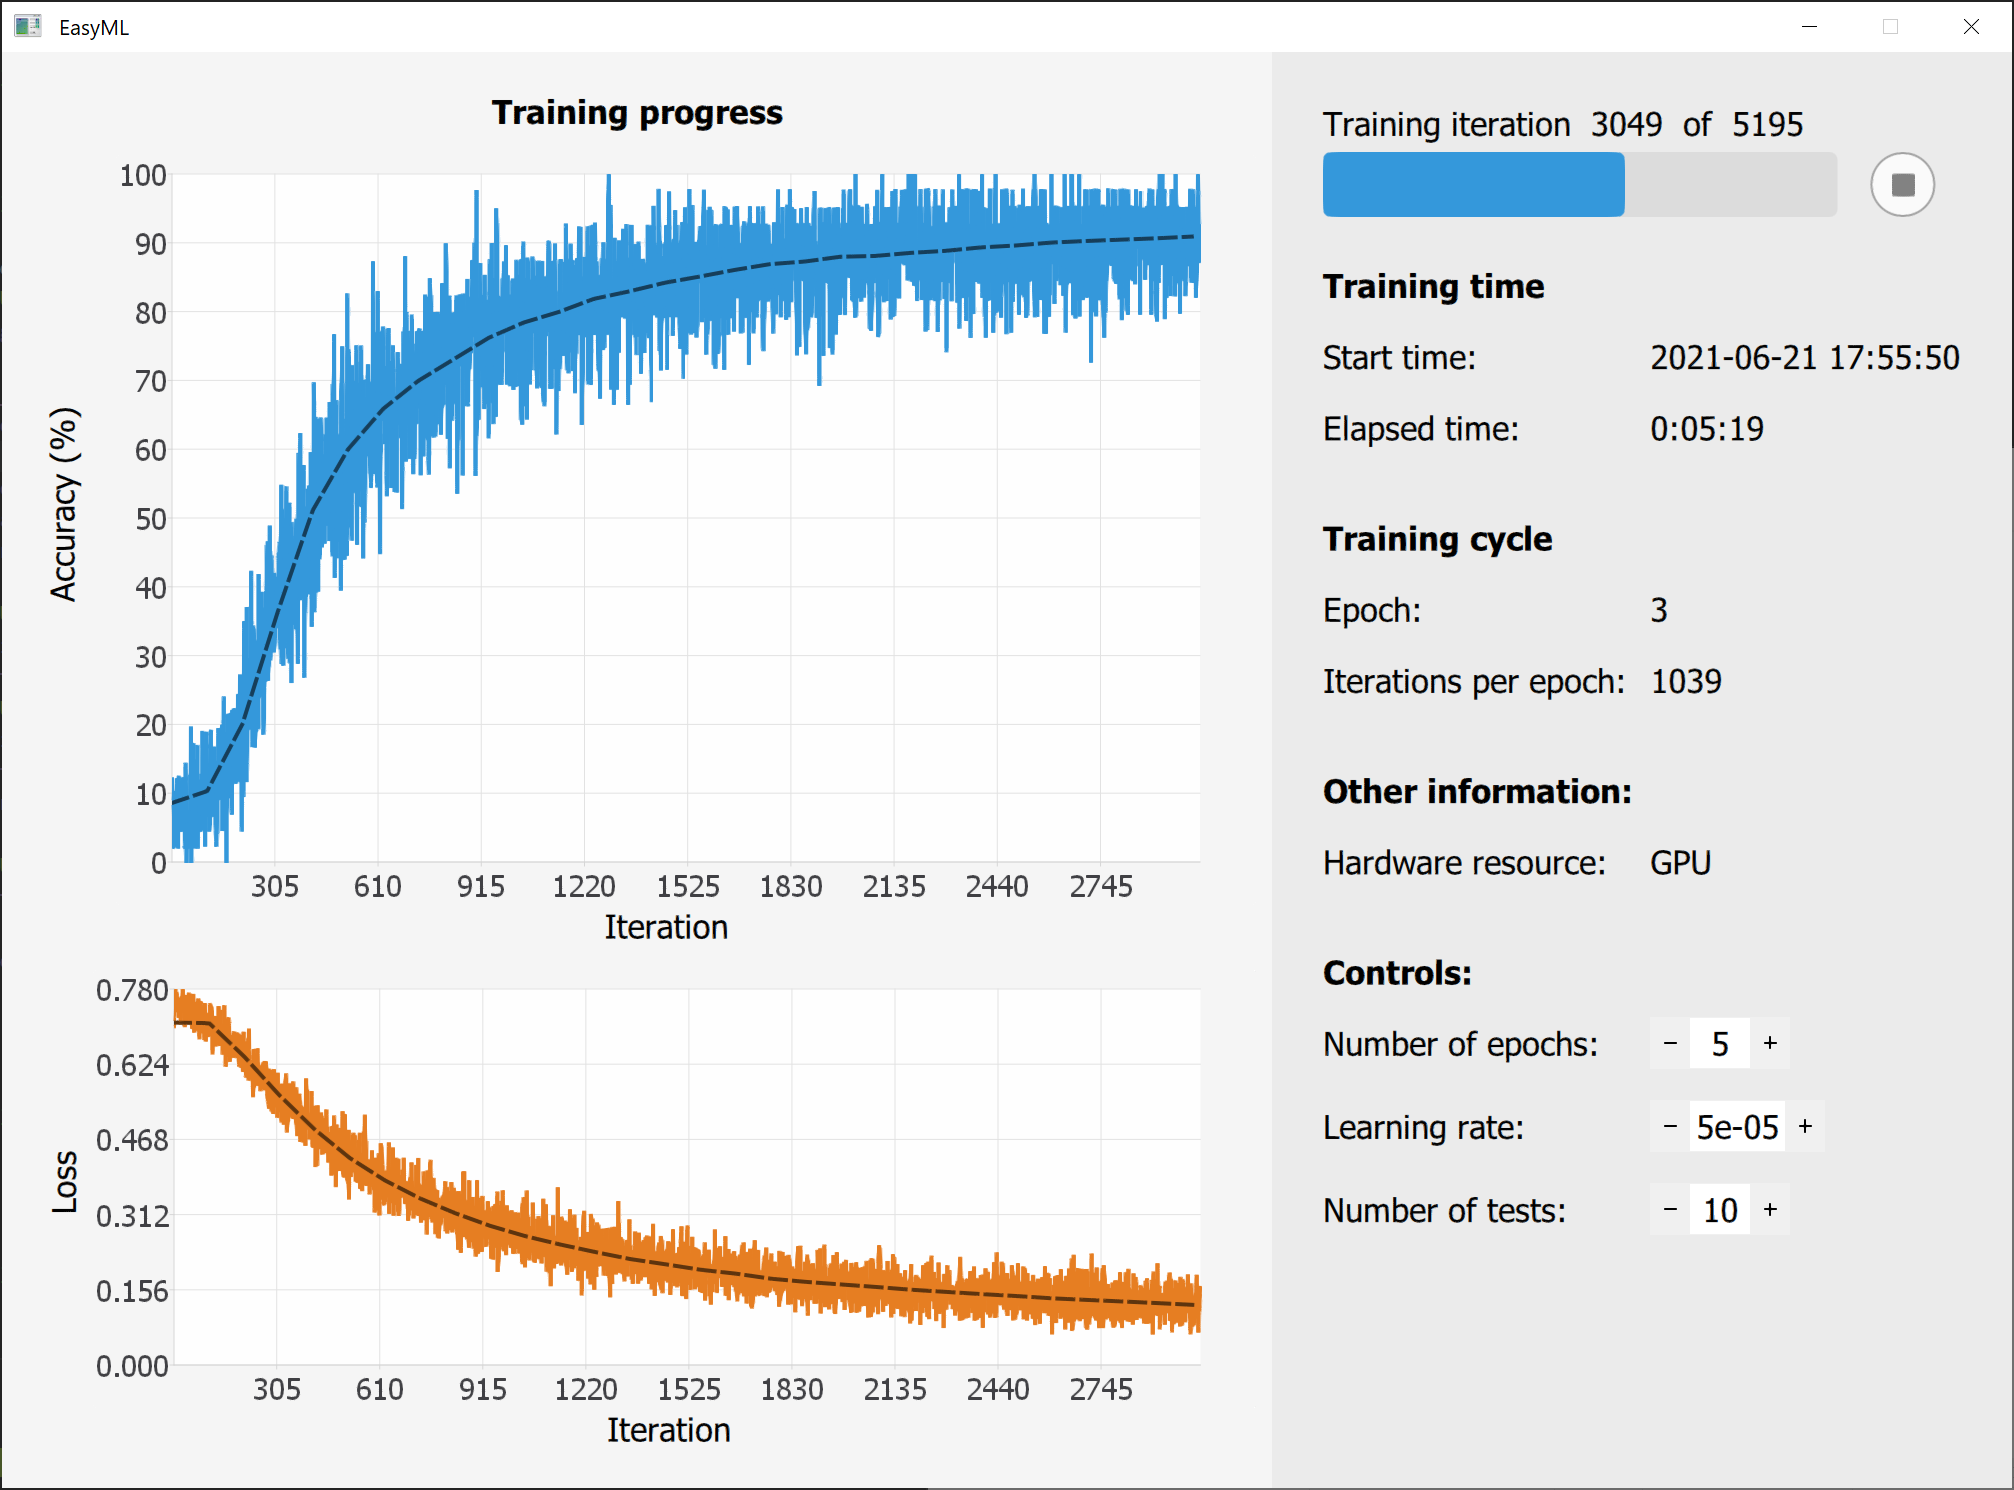 EasyML
Training progress
100
90
80
70
60
50
40
30
20
10
0
Accuracy (%)
305 610 915 1220 1525 1830 2135 2440 2745
Iteration
0.780
0.624
0.468
0.312
0.156
0.000
Loss
305 610 915 1220 1525 1830 2135 2440 2745
Iteration
Training iteration 3049 of 5195
Training time
Start time: 2021-06-21 17:55:50
Elapsed time: 0:05:19
Training cycle
Epoch: 3
Iterations per epoch: 1039
Other information:
Hardware resource: GPU
Controls:
Number of epochs: − 5 +
Learning rate: − 5e-05 +
Number of tests: − 10 +